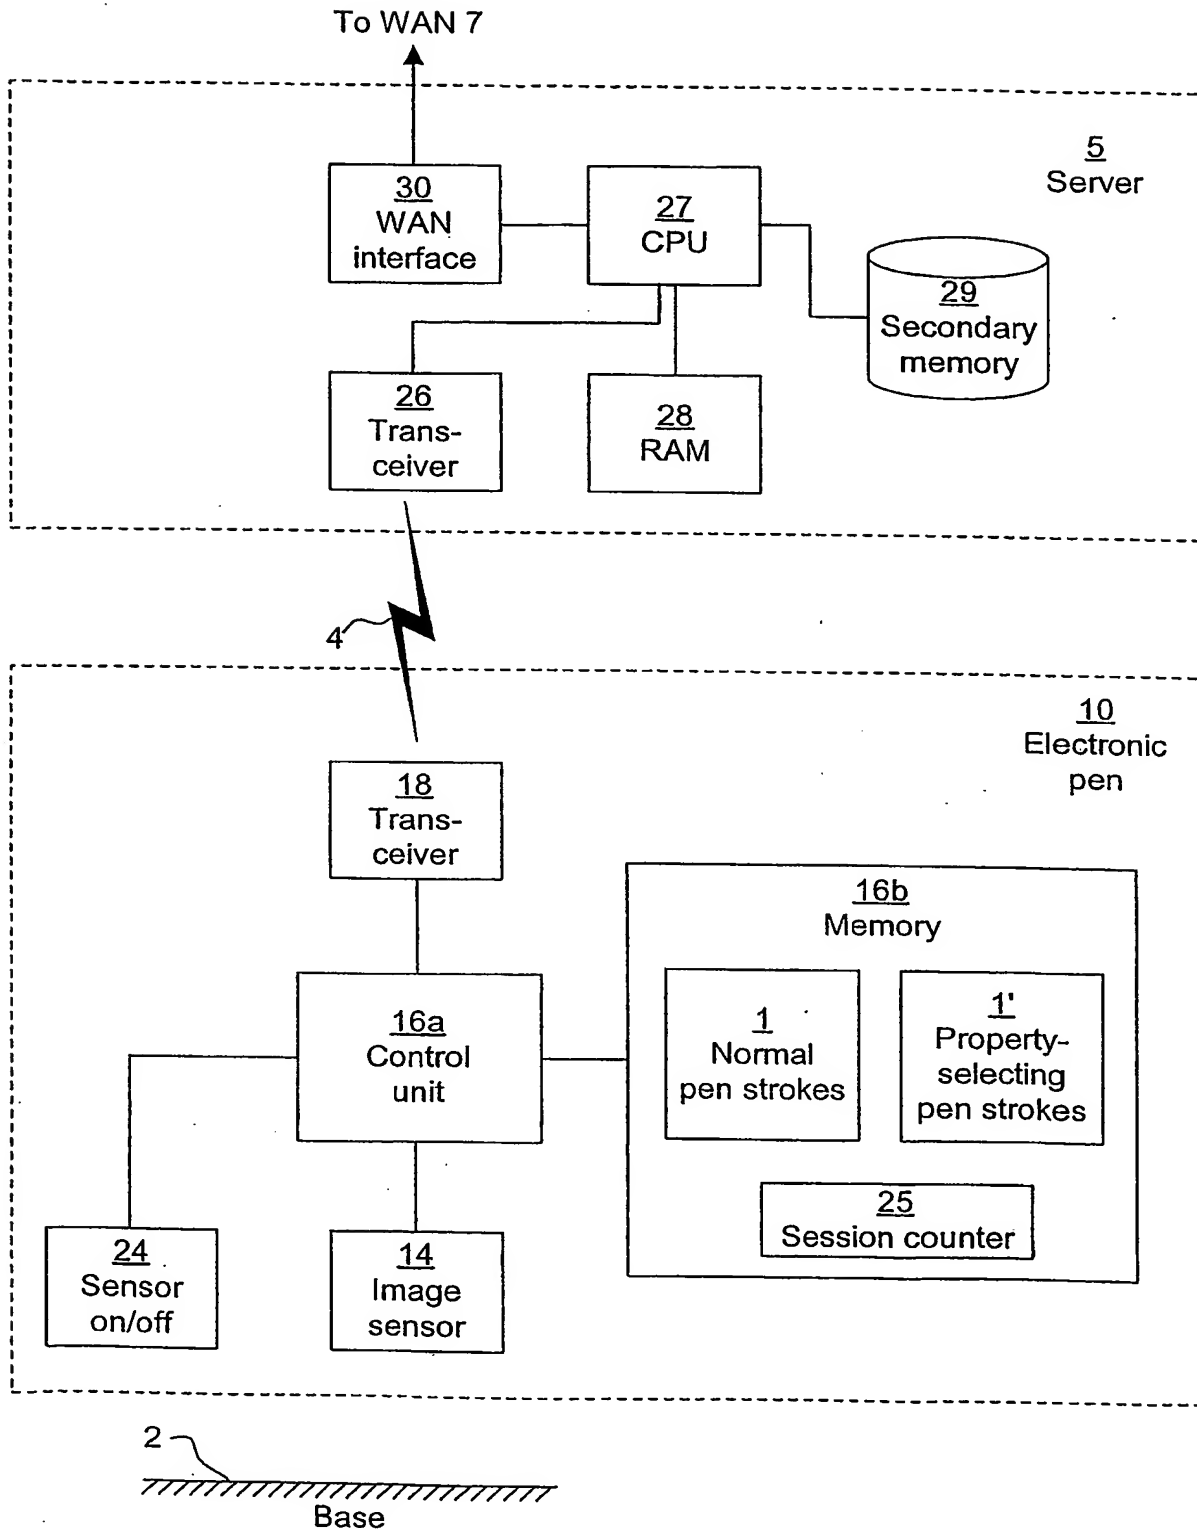 To WAN 7
5
Server
30
WAN
interface
27
CPU
29
Secondary
memory
26
Trans-
ceiver
28
RAM
4
10
Electronic
pen
18
Trans-
ceiver
16b
Memory
16a
Control
unit
1
Normal
pen strokes
1'
Property-
selecting
pen strokes
25
Session counter
24
Sensor
on/off
14
Image
sensor
2
Base